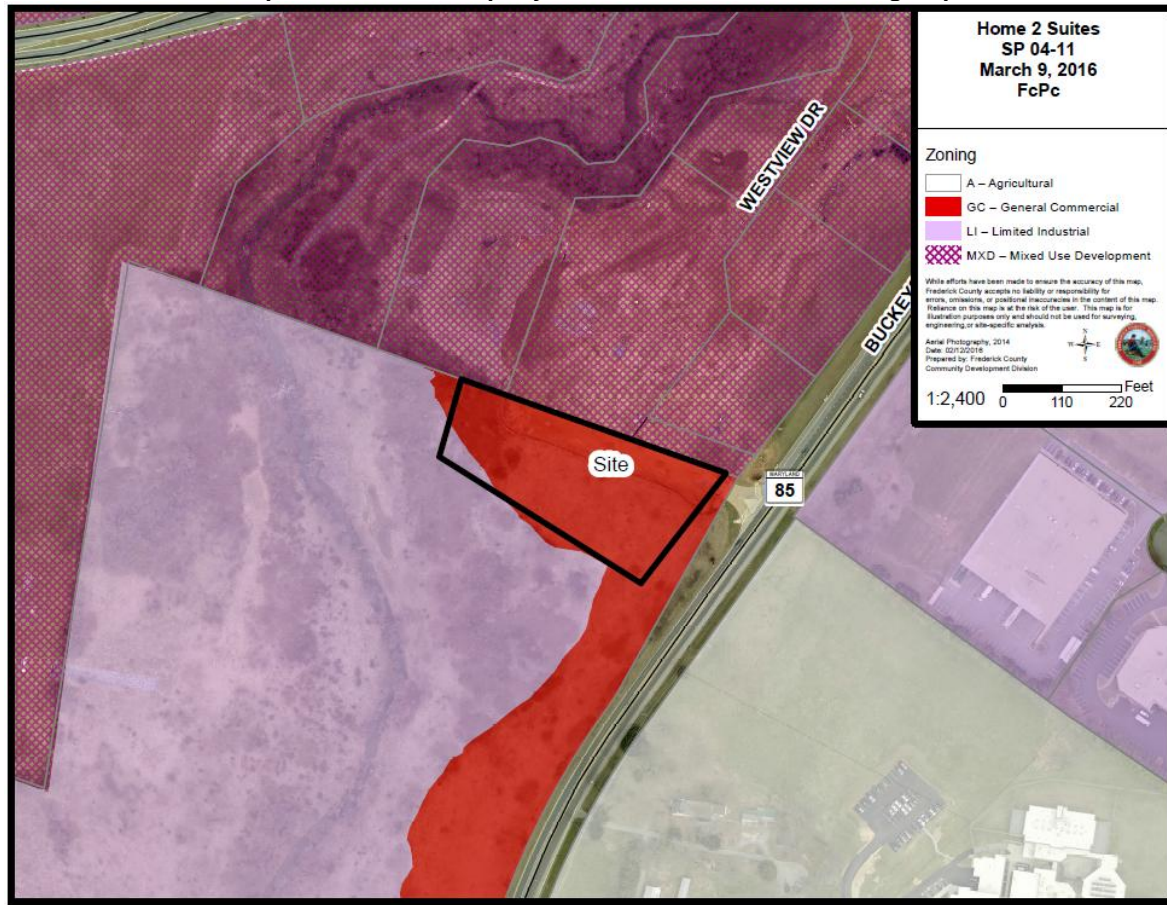 Home 2 Suites
SP 04-11
March 9, 2016
FcPc
Zoning
A – Agricultural
GC – General Commercial
LI – Limited Industrial
MXD – Mixed Use Development
While efforts have been made to ensure the accuracy of this map,
Frederick County accepts no liability or responsibility for
errors, omissions, or positional inaccuracies in the content of this map.
Reliance on this map is at the risk of the user. This map is for
illustration purposes only and should not be used for surveying,
engineering, or site-specific analysis.
Aerial Photography, 2014
Date: 02/12/2016
Prepared by: Frederick County
Community Development Division
N
W E
S
1:2,400 0 110 220 Feet
WESTVIEW DR
BUCKEY
Site
MARYLAND
85